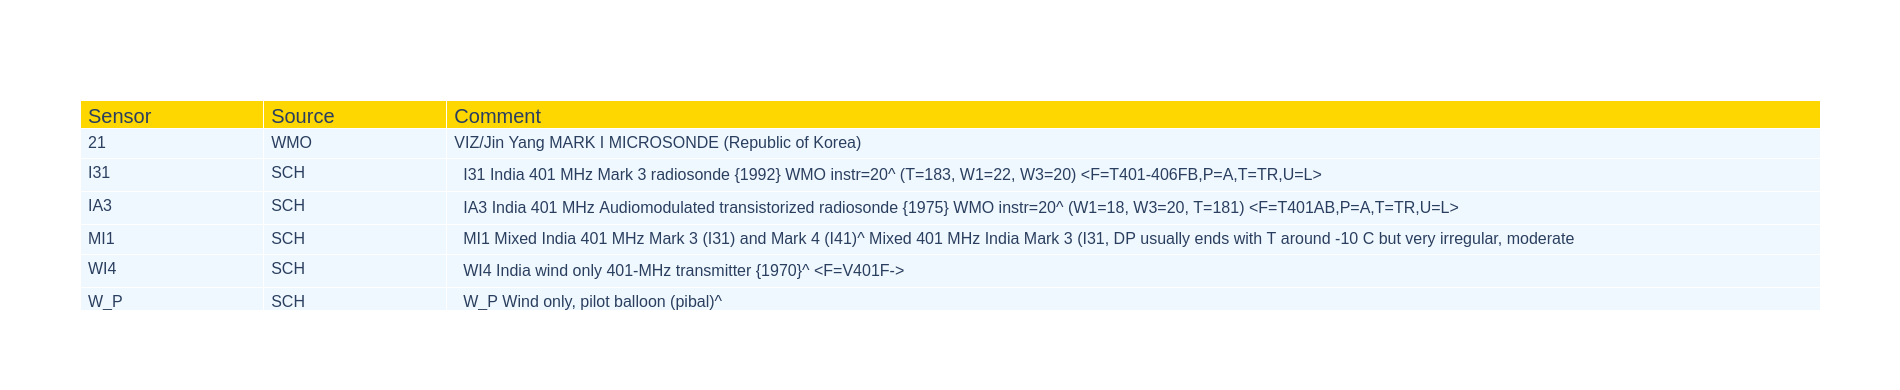 Sensor Source Comment
21 WMO VIZ/Jin Yang MARK I MICROSONDE (Republic of Korea)
I31 SCH I31 India 401 MHz Mark 3 radiosonde {1992} WMO instr=20^ (T=183, W1=22, W3=20) <F=T401-406FB,P=A,T=TR,U=L>
IA3 SCH IA3 India 401 MHz Audiomodulated transistorized radiosonde {1975} WMO instr=20^ (W1=18, W3=20, T=181) <F=T401AB,P=A,T=TR,U=L>
MI1 SCH MI1 Mixed India 401 MHz Mark 3 (I31) and Mark 4 (I41)^ Mixed 401 MHz India Mark 3 (I31, DP usually ends with T around -10 C but very irregular, moderate
WI4 SCH WI4 India wind only 401-MHz transmitter {1970}^ <F=V401F->
W_P SCH W_P Wind only, pilot balloon (pibal)^